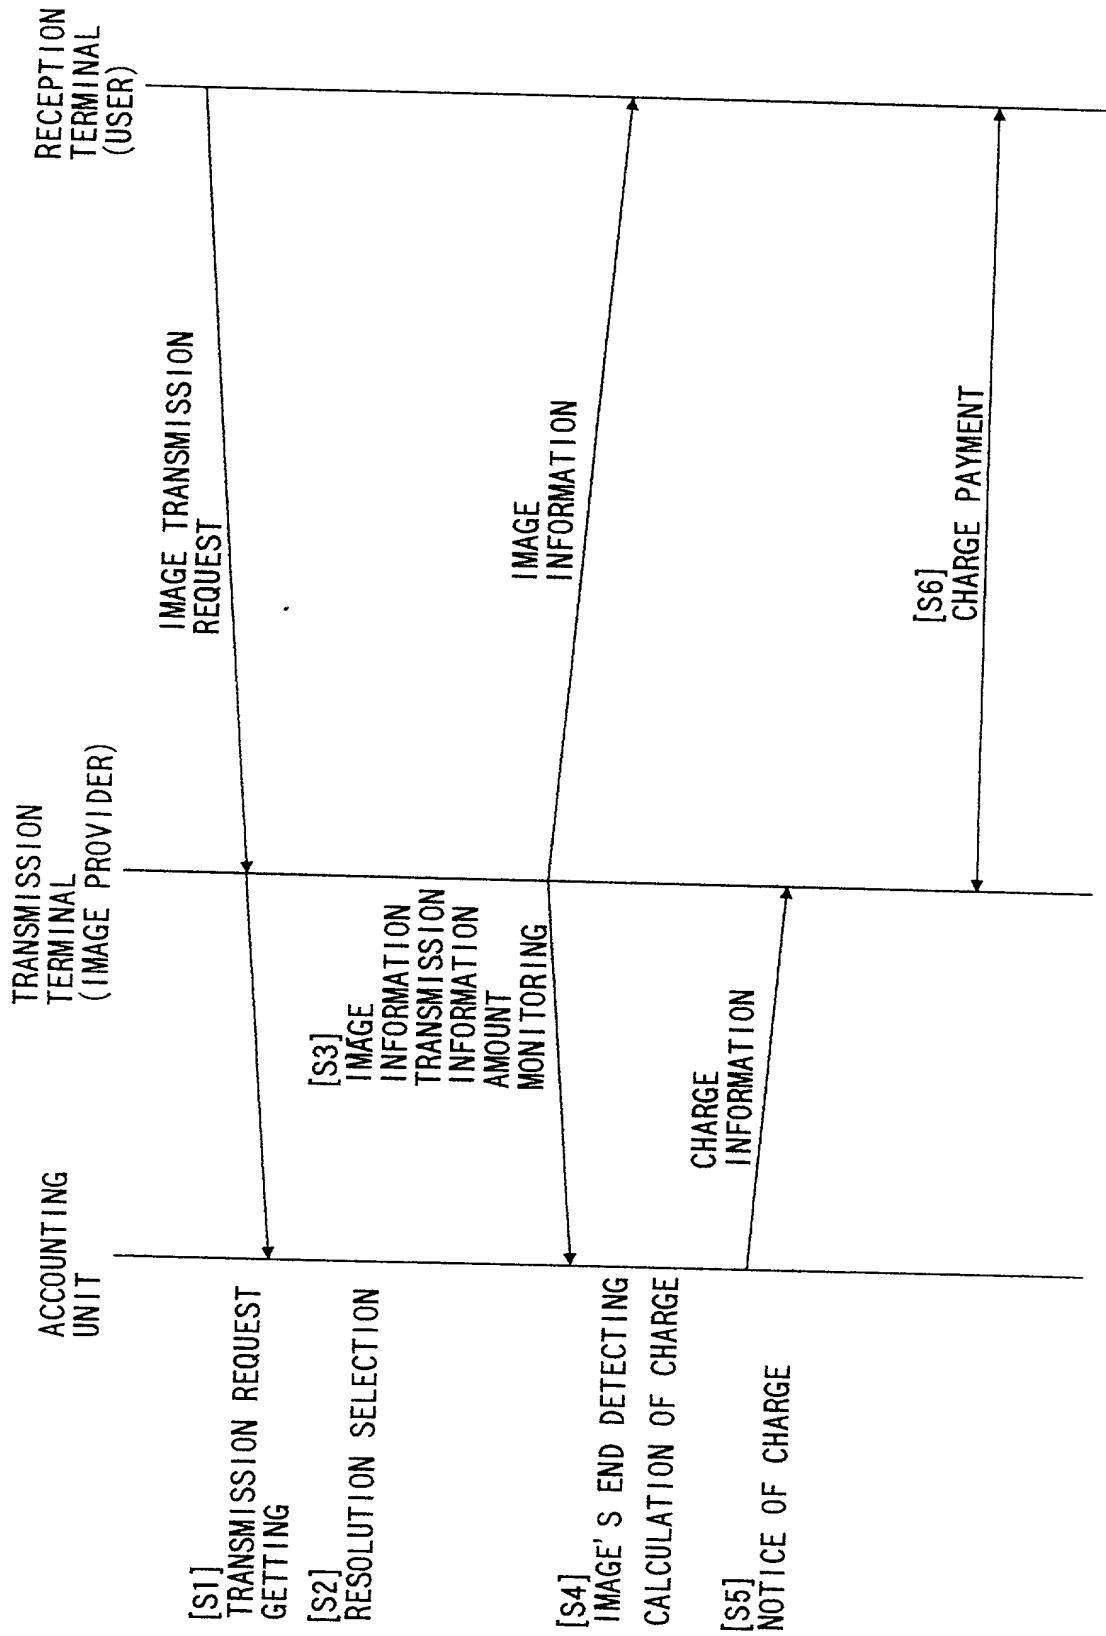 ACCOUNTING
UNIT
TRANSMISSION
TERMINAL
(IMAGE PROVIDER)
RECEPTION
TERMINAL
(USER)
[S1]
TRANSMISSION REQUEST
GETTING
IMAGE TRANSMISSION
REQUEST
[S2]
RESOLUTION SELECTION
[S3]
IMAGE
INFORMATION
TRANSMISSION
INFORMATION
AMOUNT
MONITORING
IMAGE
INFORMATION
[S4]
IMAGE'S END DETECTING
CALCULATION OF CHARGE
CHARGE
INFORMATION
[S5]
NOTICE OF CHARGE
[S6]
CHARGE PAYMENT